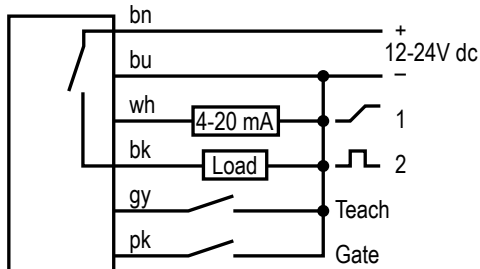 bn
+
12-24V dc
bu
–
wh
4-20 mA
1
bk
Load
2
gy
Teach
pk
Gate